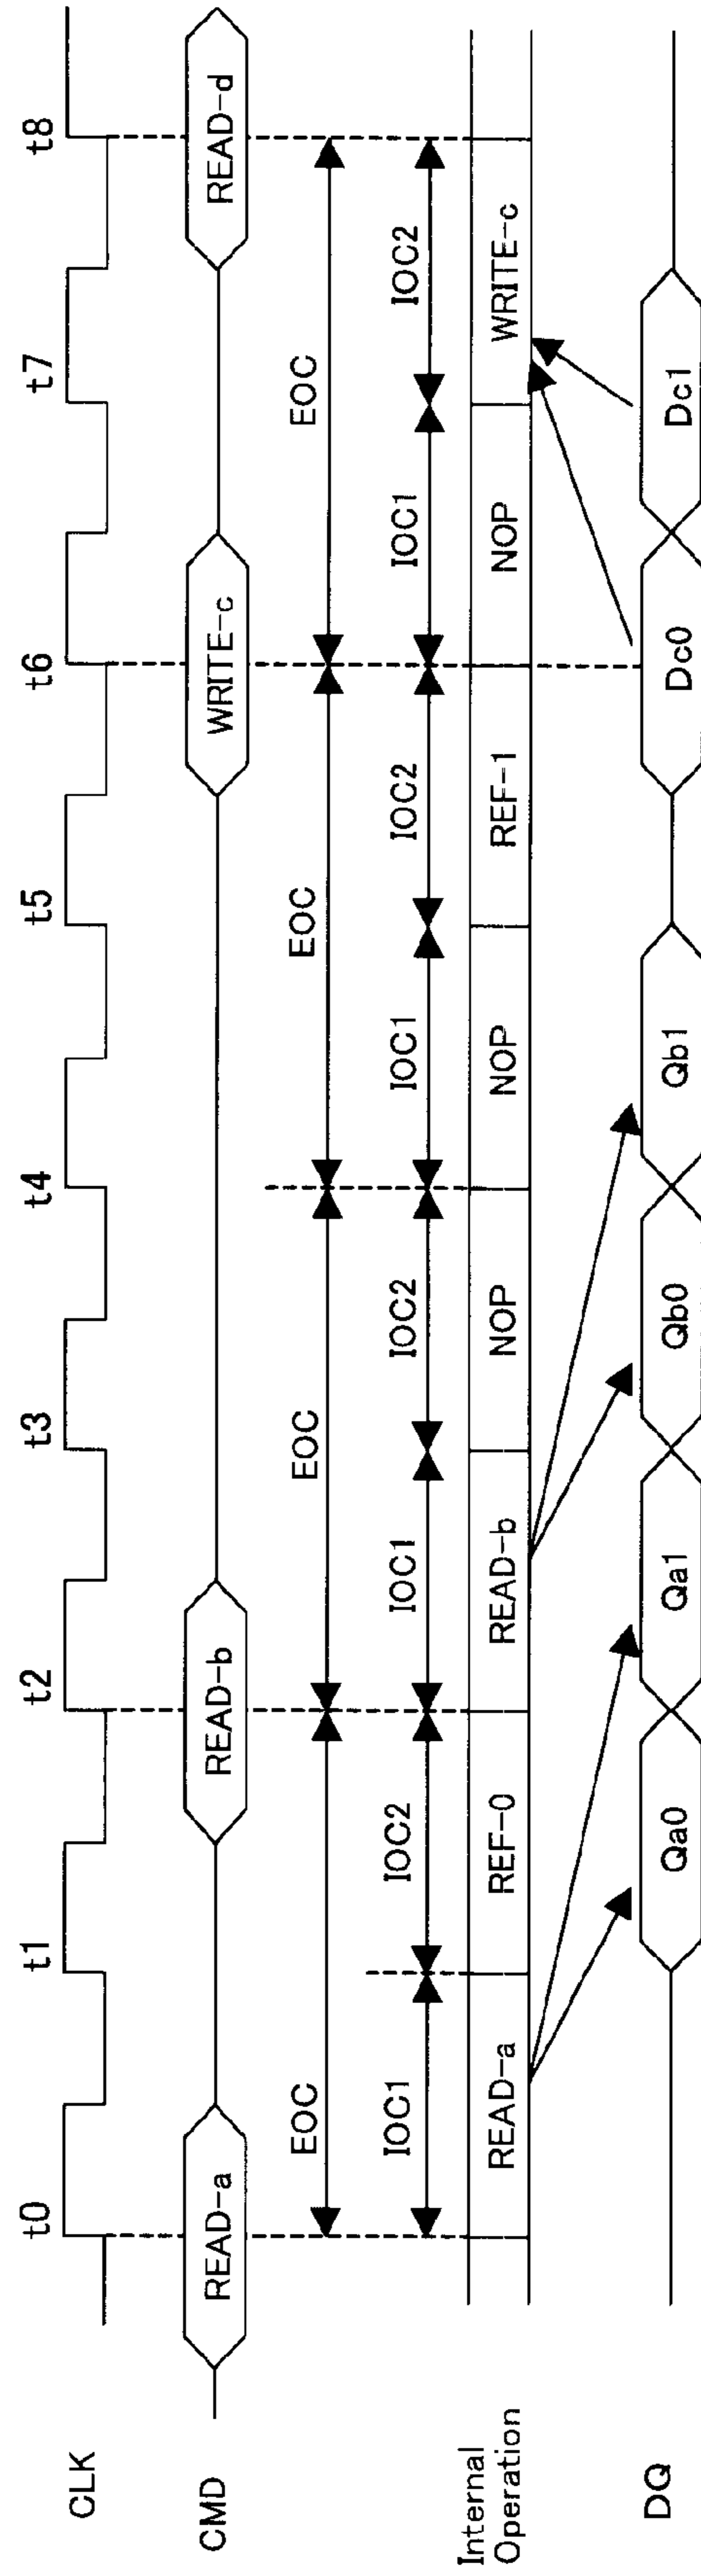 t0 t1 t2 t3 t4 t5 t6 t7 t8
CLK
CMD READ-a READ-b WRITE-c READ-d
EOC EOC EOC EOC
IOC1 IOC2 IOC1 IOC2 IOC1 IOC2 IOC1 IOC2
Internal
Operation READ-a REF-0 READ-b NOP NOP REF-1 NOP WRITE-c
DQ Qa0 Qa1 Qb0 Qb1 Dc0 Dc1